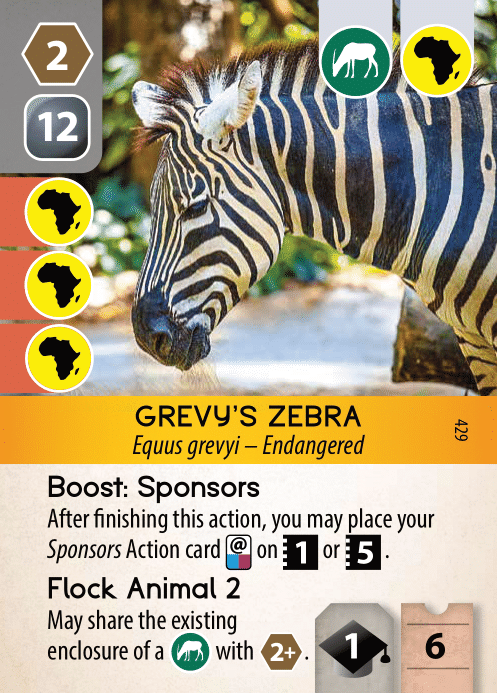 2
12
GREVY'S ZEBRA
Equus grevyi – Endangered
429
Boost: Sponsors
After finishing this action, you may place your
Sponsors Action card @ on 1 or 5.
Flock Animal 2
May share the existing
enclosure of a with 2+.
1
6